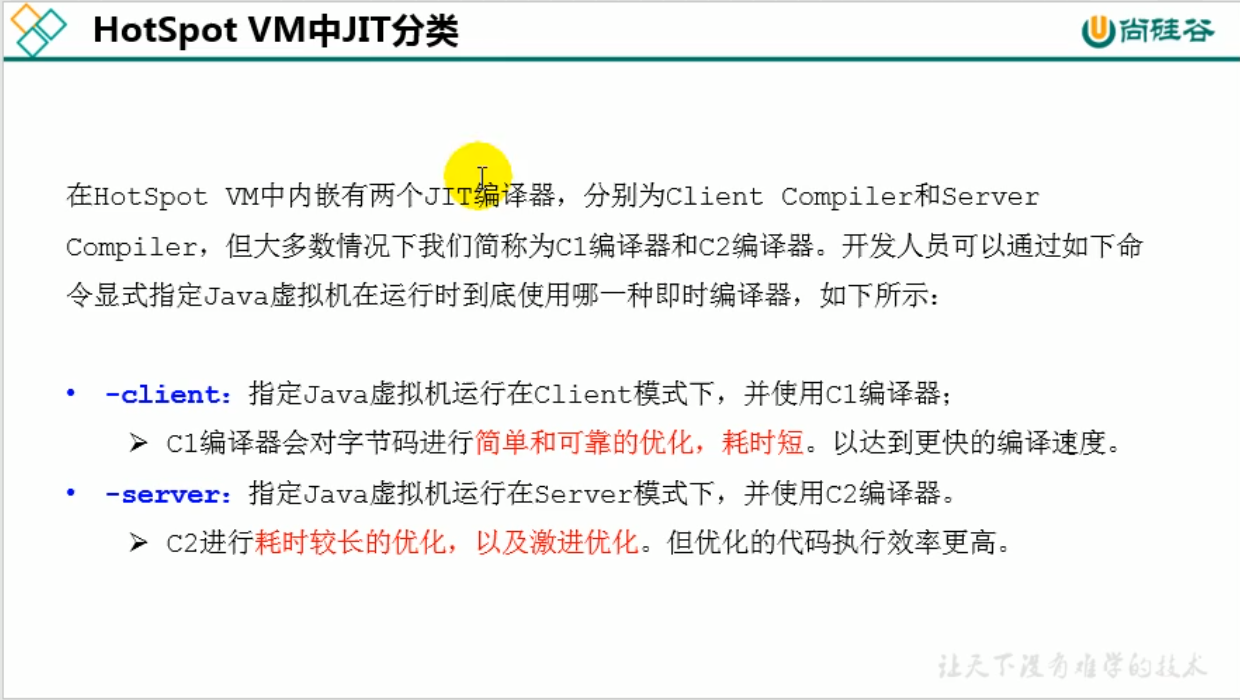 HotSpot VM中JIT分类
尚硅谷
在HotSpot VM中内嵌有两个JIT编译器，分别为Client Compiler和Server
Compiler，但大多数情况下我们简称为C1编译器和C2编译器。开发人员可以通过如下命
令显式指定Java虚拟机在运行时到底使用哪一种即时编译器，如下所示：
• -client：指定Java虚拟机运行在Client模式下，并使用C1编译器；
➢ C1编译器会对字节码进行简单和可靠的优化，耗时短。以达到更快的编译速度。
• -server：指定Java虚拟机运行在Server模式下，并使用C2编译器。
➢ C2进行耗时较长的优化，以及激进优化。但优化的代码执行效率更高。
让天下没有难学的技术